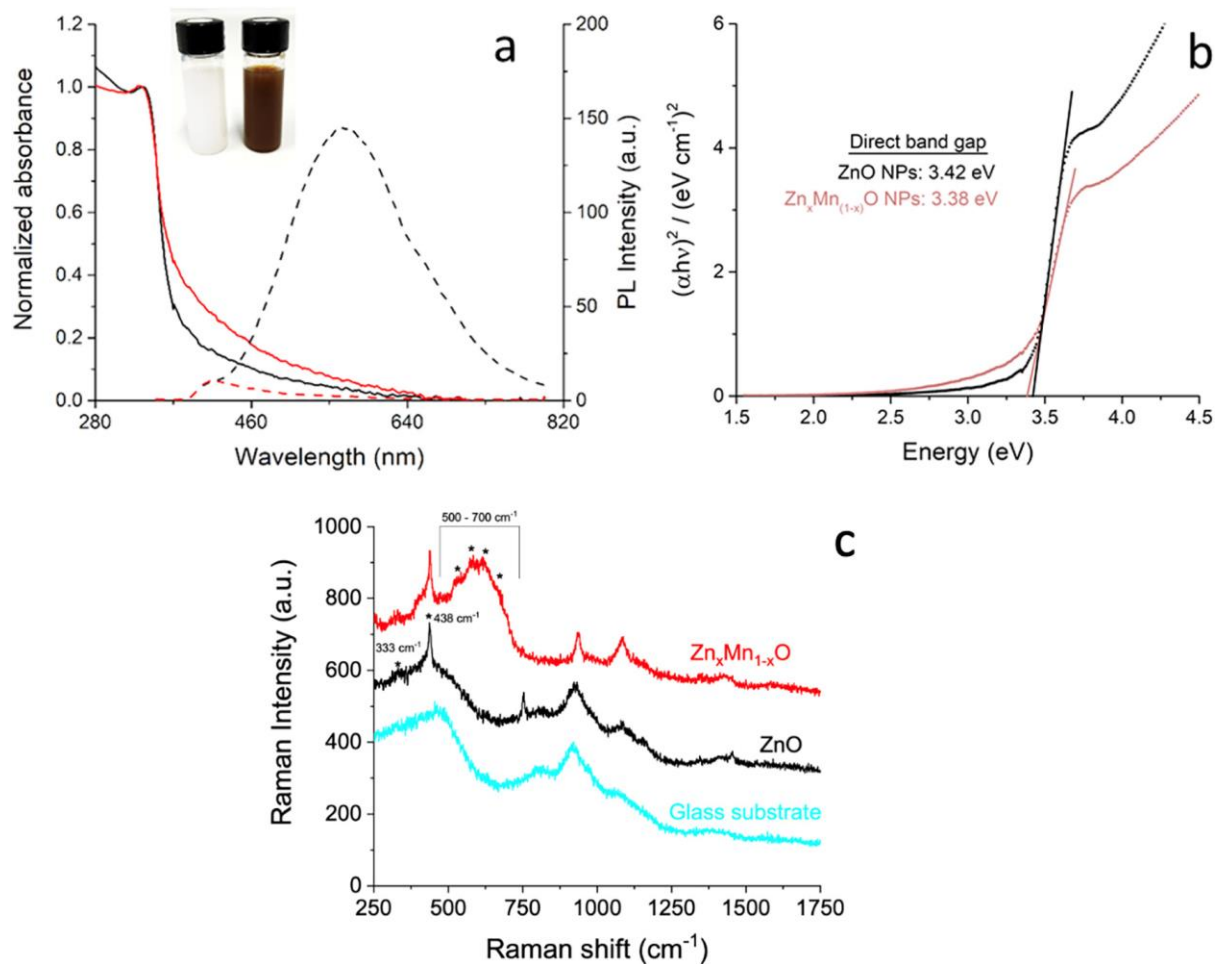 a
1.2
1.0
0.8
0.6
0.4
0.2
0.0
Normalized absorbance
200
150
100
50
0
PL Intensity (a.u.)
280 460 640 820
Wavelength (nm)
b
6
4
2
0
(αhν)² / (eV cm⁻¹)²
Direct band gap
ZnO NPs: 3.42 eV
ZnₓMn₍₁₋ₓ₎O NPs: 3.38 eV
1.5 2.0 2.5 3.0 3.5 4.0 4.5
Energy (eV)
c
500 - 700 cm⁻¹
1000
800
600
400
200
0
Raman Intensity (a.u.)
* * * *
* 438 cm⁻¹
333 cm⁻¹
*
ZnₓMn₁₋ₓO
ZnO
Glass substrate
250 500 750 1000 1250 1500 1750
Raman shift (cm⁻¹)